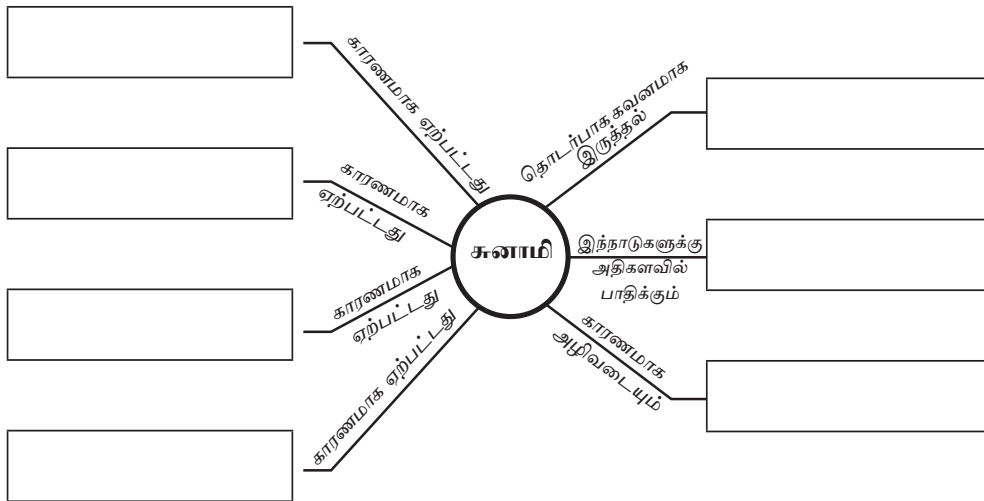 காரணமாக ஏற்பட்டது
காரணமாக
ஏற்பட்டது
காரணமாக
ஏற்பட்டது
காரணமாக ஏற்பட்டது
சுனாமி
தொடர்பாக கவனமாக
இருத்தல்
இந்நாடுகளுக்கு
அதிகளவில்
பாதிக்கும்
காரணமாக
அழிவடையும்